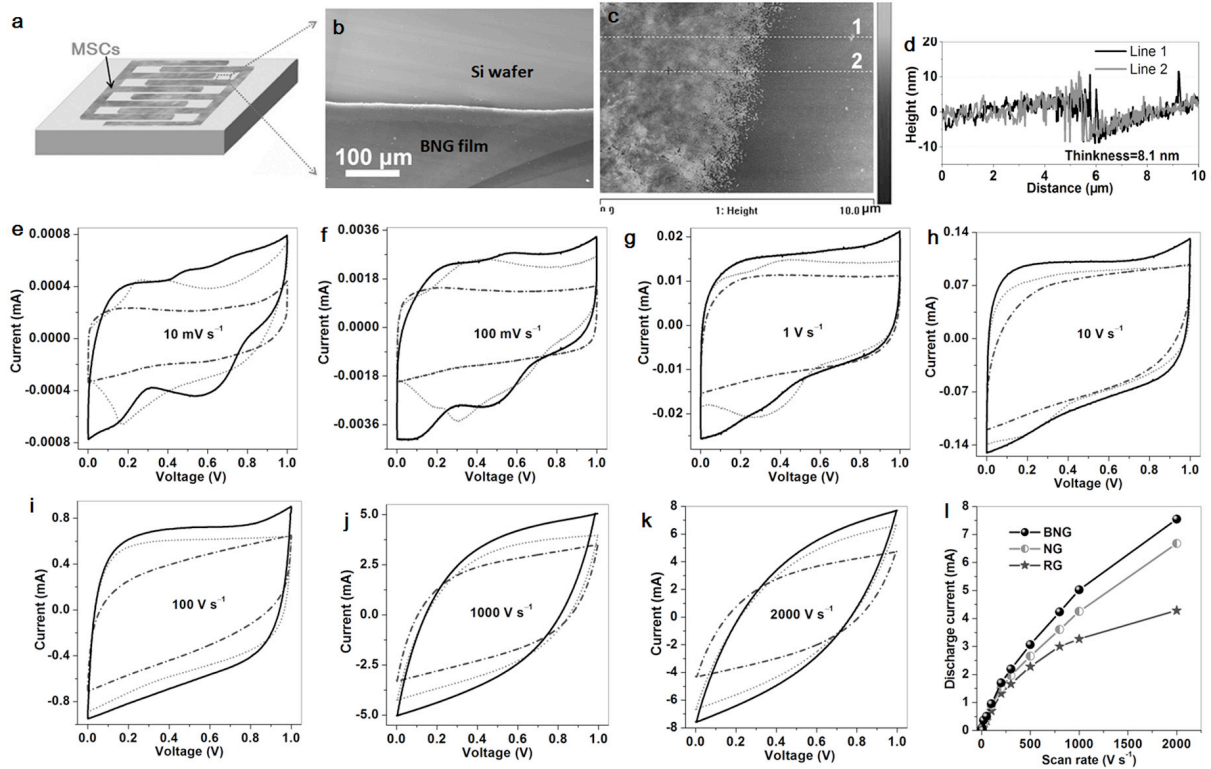 a
MSCs
b
Si wafer
BNG film
100 μm
c
1
2
1: Height
10.0 μm
d
Height (nm)
20
10
0
-10
Line 1
Line 2
Thinkness=8.1 nm
0 2 4 6 8 10
Distance (μm)
e
Current (mA)
0.0008
0.0004
0.0000
-0.0004
-0.0008
10 mV s⁻¹
0.0 0.2 0.4 0.6 0.8 1.0
Voltage (V)
f
Current (mA)
0.0036
0.0018
0.0000
-0.0018
-0.0036
100 mV s⁻¹
0.0 0.2 0.4 0.6 0.8 1.0
Voltage (V)
g
Current (mA)
0.02
0.01
0.00
-0.01
-0.02
1 V s⁻¹
0.0 0.2 0.4 0.6 0.8 1.0
Voltage (V)
h
Current (mA)
0.14
0.07
0.00
-0.07
-0.14
10 V s⁻¹
0.0 0.2 0.4 0.6 0.8 1.0
Voltage (V)
i
Current (mA)
0.8
0.4
0.0
-0.4
-0.8
100 V s⁻¹
0.0 0.2 0.4 0.6 0.8 1.0
Voltage (V)
j
Current (mA)
5.0
2.5
0.0
-2.5
-5.0
1000 V s⁻¹
0.0 0.2 0.4 0.6 0.8 1.0
Voltage (V)
k
Current (mA)
8
6
4
2
0
-2
-4
-6
-8
2000 V s⁻¹
0.0 0.2 0.4 0.6 0.8 1.0
Voltage (V)
l
Discharge current (mA)
8
7
6
5
4
3
2
1
0
BNG
NG
RG
0 500 1000 1500 2000
Scan rate (V s⁻¹)